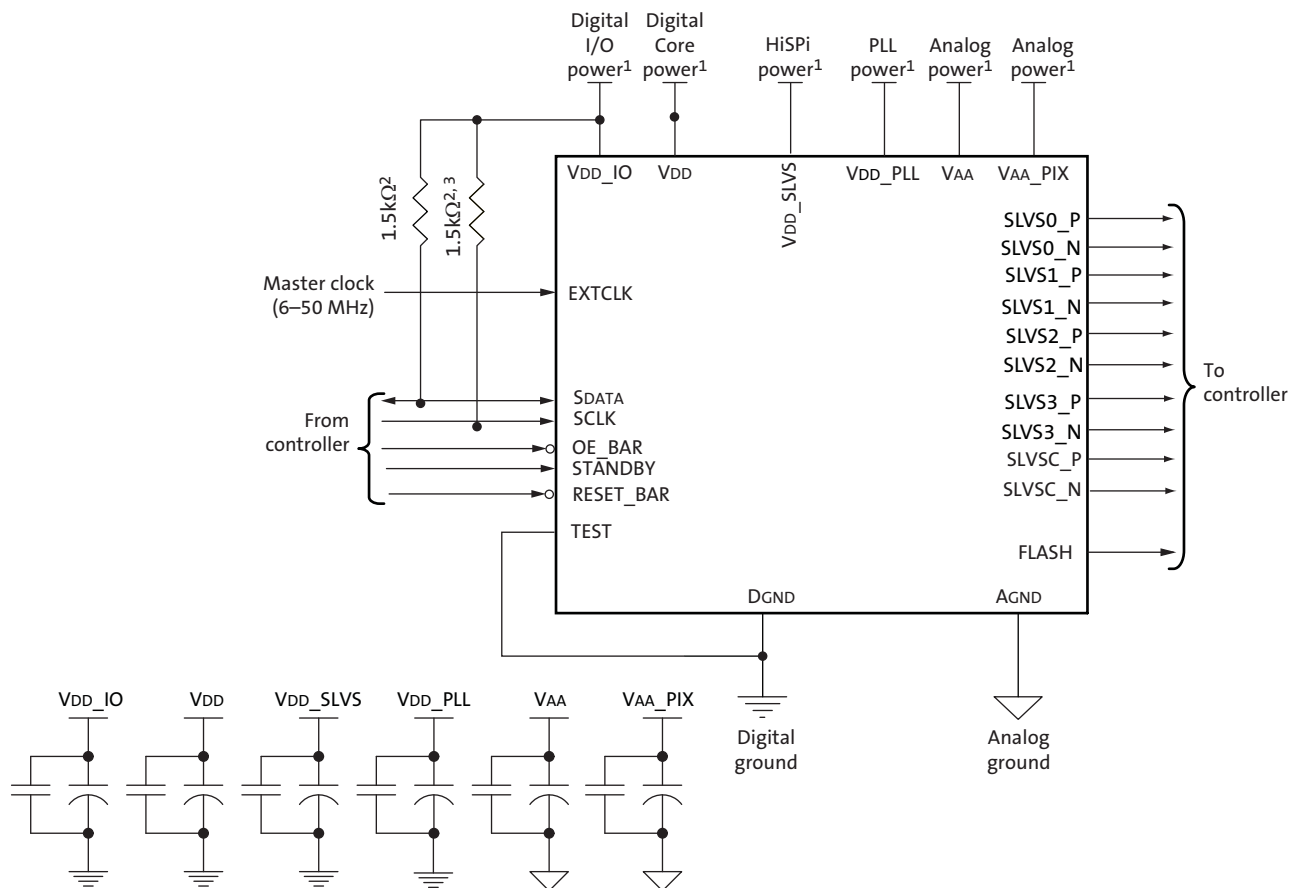 Digital
I/O
power¹
Digital
Core
power¹
HiSPi
power¹
PLL
power¹
Analog
power¹
Analog
power¹
VDD_IO
VDD
VDD_SLVS
VDD_PLL
VAA
VAA_PIX
1.5kΩ²
1.5kΩ²,³
Master clock
(6–50 MHz)
EXTCLK
From
controller
SDATA
SCLK
OE_BAR
STANDBY
RESET_BAR
TEST
SLVS0_P
SLVS0_N
SLVS1_P
SLVS1_N
SLVS2_P
SLVS2_N
SLVS3_P
SLVS3_N
SLVSC_P
SLVSC_N
FLASH
To
controller
DGND
AGND
Digital
ground
Analog
ground
VDD_IO
VDD
VDD_SLVS
VDD_PLL
VAA
VAA_PIX